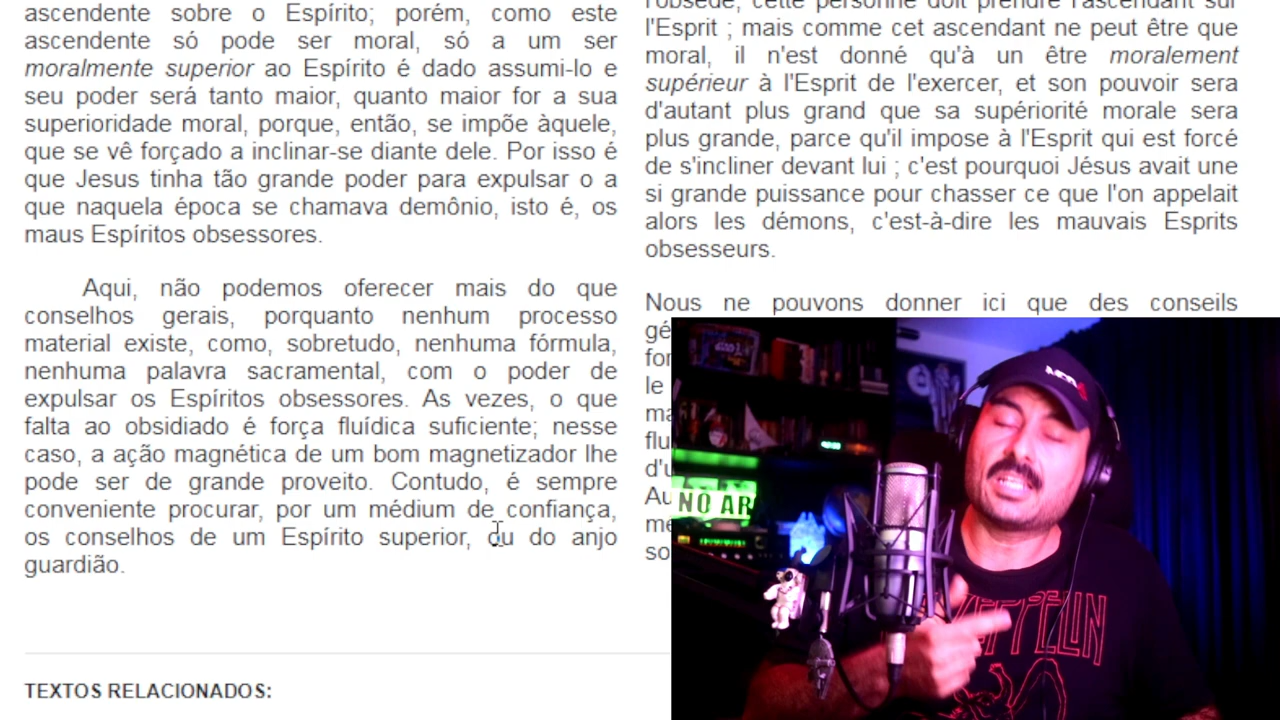 ascendente sobre o Espírito; porém, como este
ascendente só pode ser moral, só a um ser
moralmente superior ao Espírito é dado assumi-lo e
seu poder será tanto maior, quanto maior for a sua
superioridade moral, porque, então, se impõe àquele,
que se vê forçado a inclinar-se diante dele. Por isso é
que Jesus tinha tão grande poder para expulsar o a
que naquela época se chamava demônio, isto é, os
maus Espíritos obsessores.
Aqui, não podemos oferecer mais do que
conselhos gerais, porquanto nenhum processo
material existe, como, sobretudo, nenhuma fórmula,
nenhuma palavra sacramental, com o poder de
expulsar os Espíritos obsessores. As vezes, o que
falta ao obsidiado é força fluídica suficiente; nesse
caso, a ação magnética de um bom magnetizador lhe
pode ser de grande proveito. Contudo, é sempre
conveniente procurar, por um médium de confiança,
os conselhos de um Espírito superior, ou do anjo
guardião.
TEXTOS RELACIONADOS:
l'obsède, cette personne doit prendre l'ascendant sur
l'Esprit ; mais comme cet ascendant ne peut être que
moral, il n'est donné qu'à un être moralement
supérieur à l'Esprit de l'exercer, et son pouvoir sera
d'autant plus grand que sa supériorité morale sera
plus grande, parce qu'il impose à l'Esprit qui est forcé
de s'incliner devant lui ; c'est pourquoi Jésus avait une
si grande puissance pour chasser ce que l'on appelait
alors les démons, c'est-à-dire les mauvais Esprits
obsesseurs.
Nous ne pouvons donner ici que des conseils
le
NO AR
ZEPPELIN